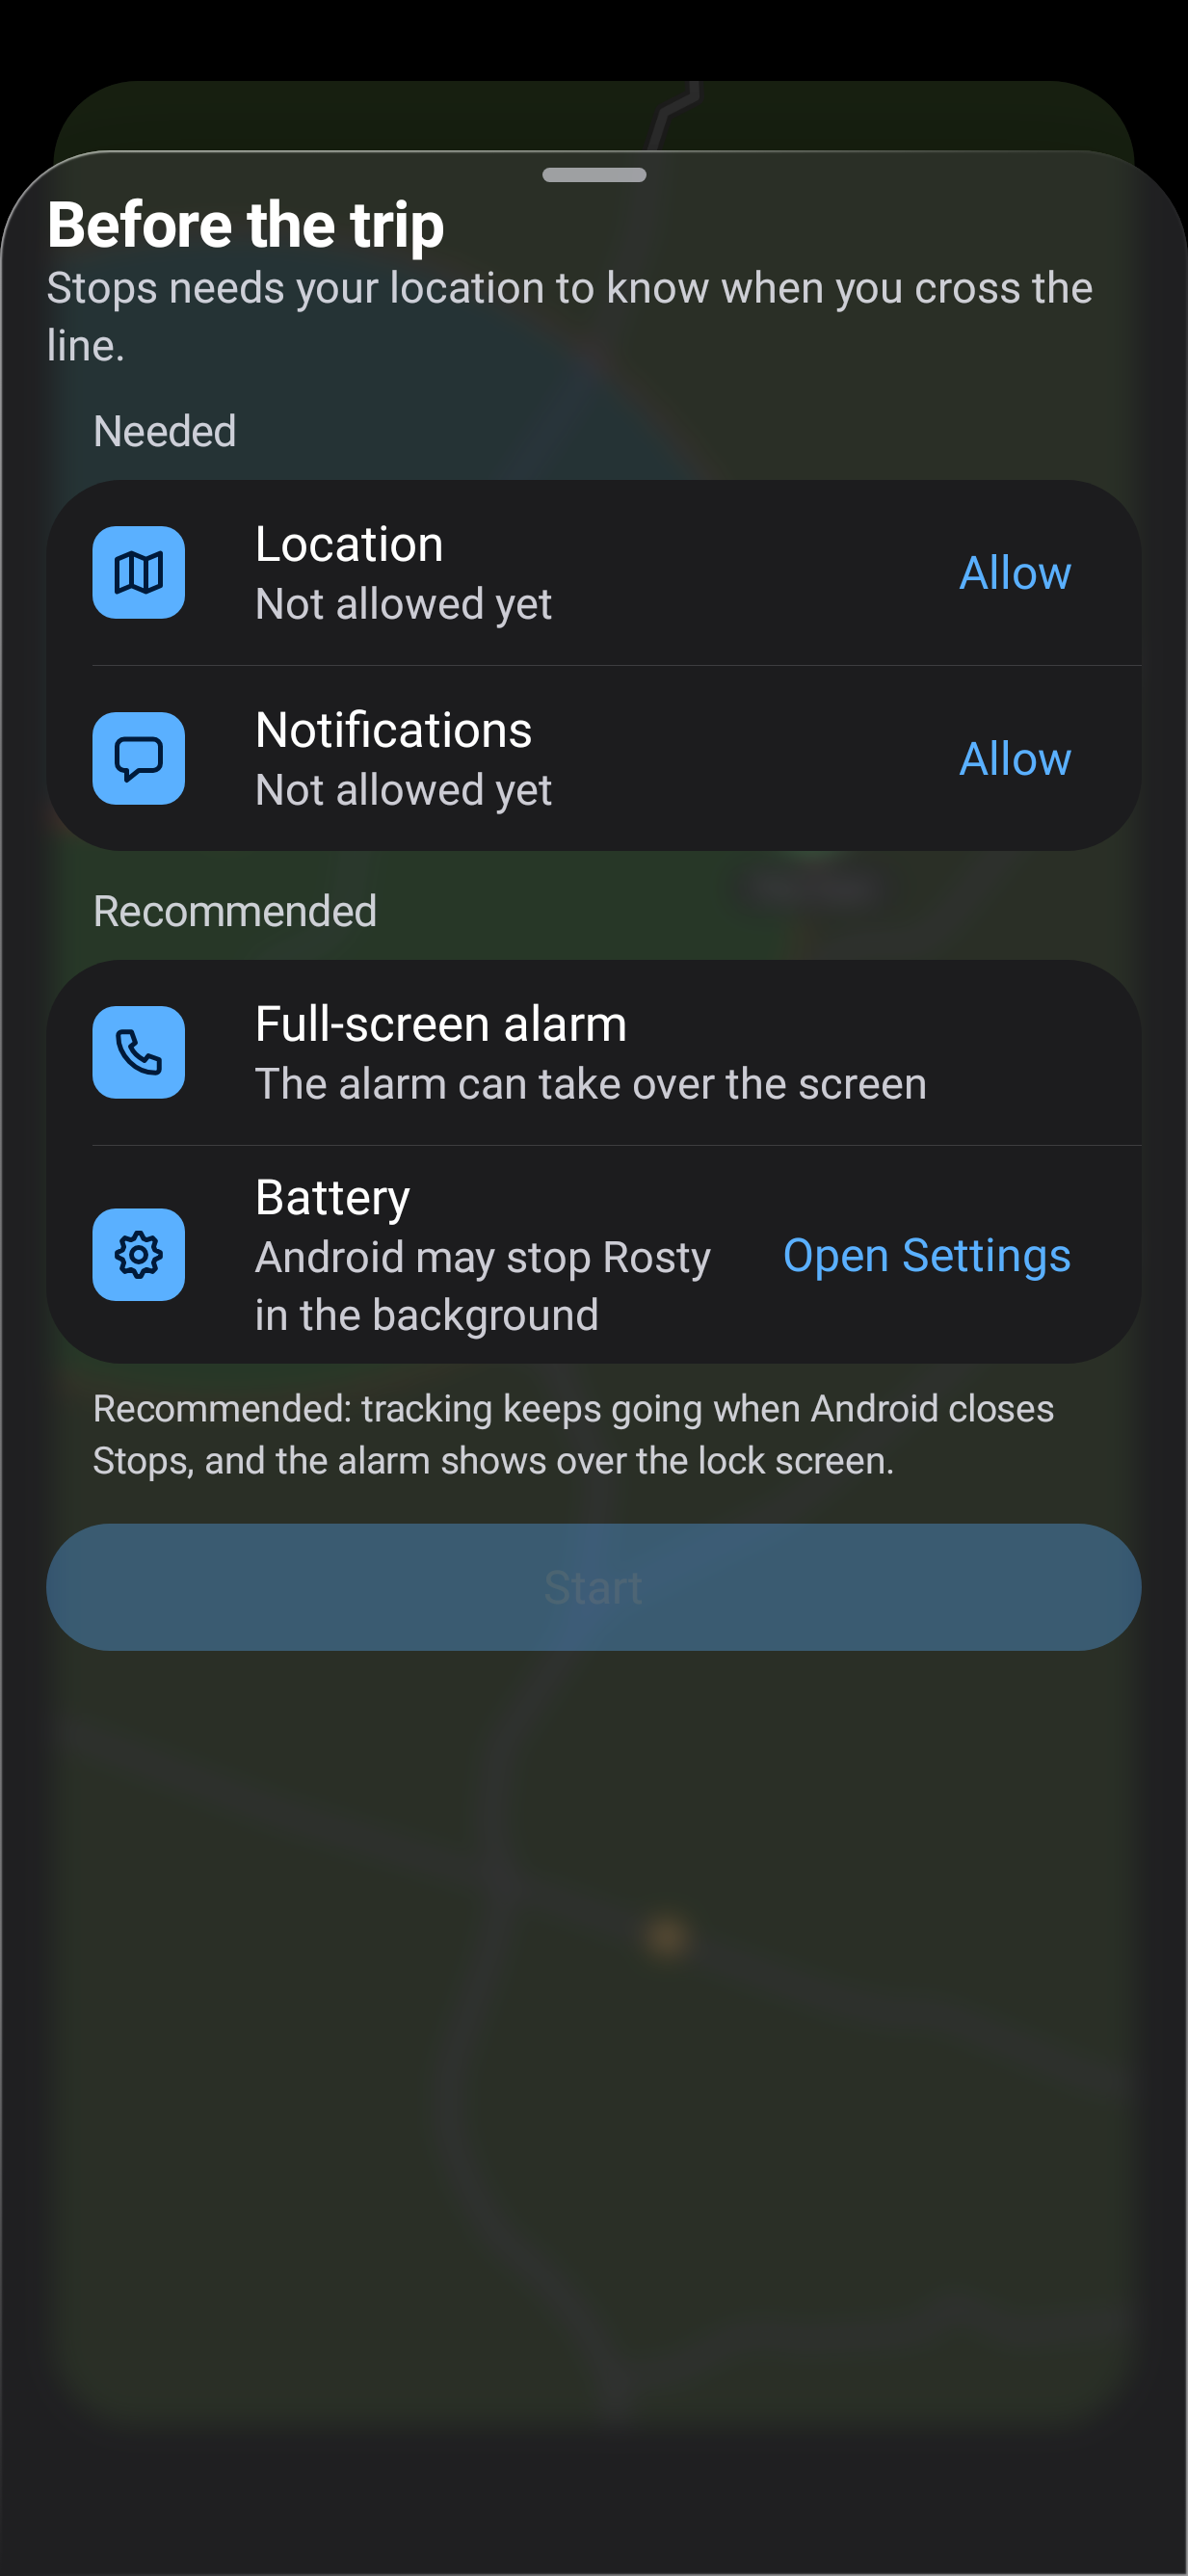 Before the trip
Stops needs your location to know when you cross the
line.
Needed
Location
Not allowed yet
Allow
Notifications
Not allowed yet
Allow
Recommended
Full-screen alarm
The alarm can take over the screen
Battery
Android may stop Rosty
in the background
Open Settings
Recommended: tracking keeps going when Android closes
Stops, and the alarm shows over the lock screen.
Start